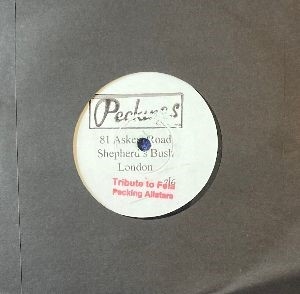 Peckings
81 Askew Road
Shepherd's Bush
London
Tribute to Fela
Pecking Allstars